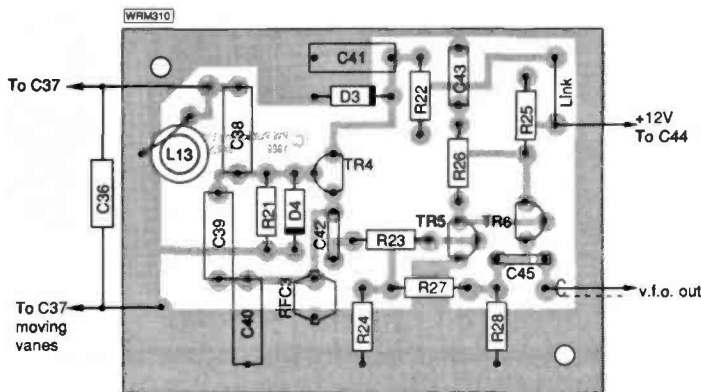 WRM310
To C37
C41
D3
R22
C43
Link
R25
+12V
To C44
C38
L13
TR4
R26
C36
R21
D4
C39
C42
TR5
TR6
R23
C45
To C37
moving
vanes
RFC3
C40
R27
v.f.o. out
R24
R28